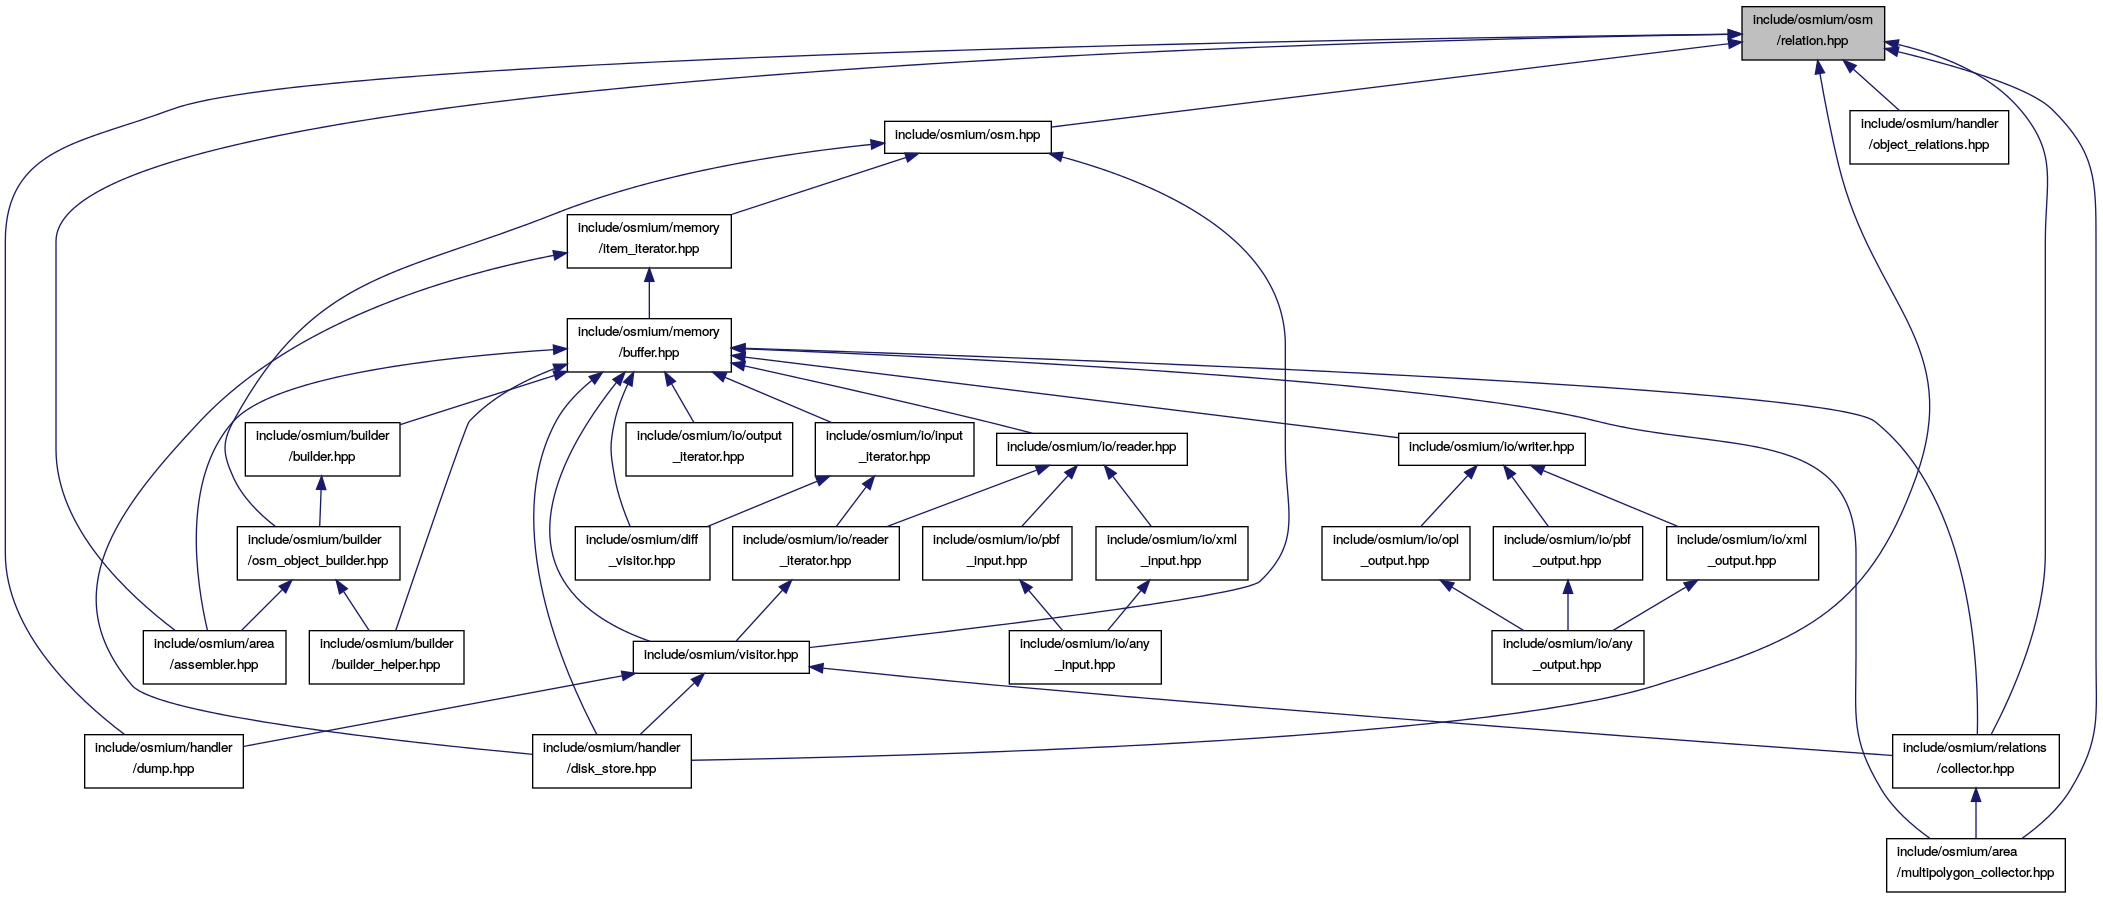 include/osmium/osm
/relation.hpp
include/osmium/handler
/object_relations.hpp
include/osmium/osm.hpp
include/osmium/memory
/item_iterator.hpp
include/osmium/memory
/buffer.hpp
include/osmium/builder
/builder.hpp
include/osmium/io/output
_iterator.hpp
include/osmium/io/input
_iterator.hpp
include/osmium/io/reader.hpp
include/osmium/io/writer.hpp
include/osmium/builder
/osm_object_builder.hpp
include/osmium/diff
_visitor.hpp
include/osmium/io/reader
_iterator.hpp
include/osmium/io/pbf
_input.hpp
include/osmium/io/xml
_input.hpp
include/osmium/io/opl
_output.hpp
include/osmium/io/pbf
_output.hpp
include/osmium/io/xml
_output.hpp
include/osmium/area
/assembler.hpp
include/osmium/builder
/builder_helper.hpp
include/osmium/visitor.hpp
include/osmium/io/any
_input.hpp
include/osmium/io/any
_output.hpp
include/osmium/handler
/dump.hpp
include/osmium/handler
/disk_store.hpp
include/osmium/relations
/collector.hpp
include/osmium/area
/multipolygon_collector.hpp